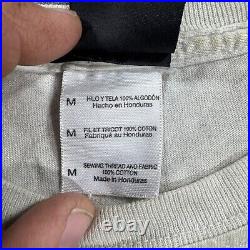 HILO Y TELA 100% ALGODÓN
M Hecho en Honduras
FIL ET TRICOT 100% COTON
M Fabriqué au Honduras
SEWING THREAD AND FABRIC
M 100% COTTON
Made in Honduras